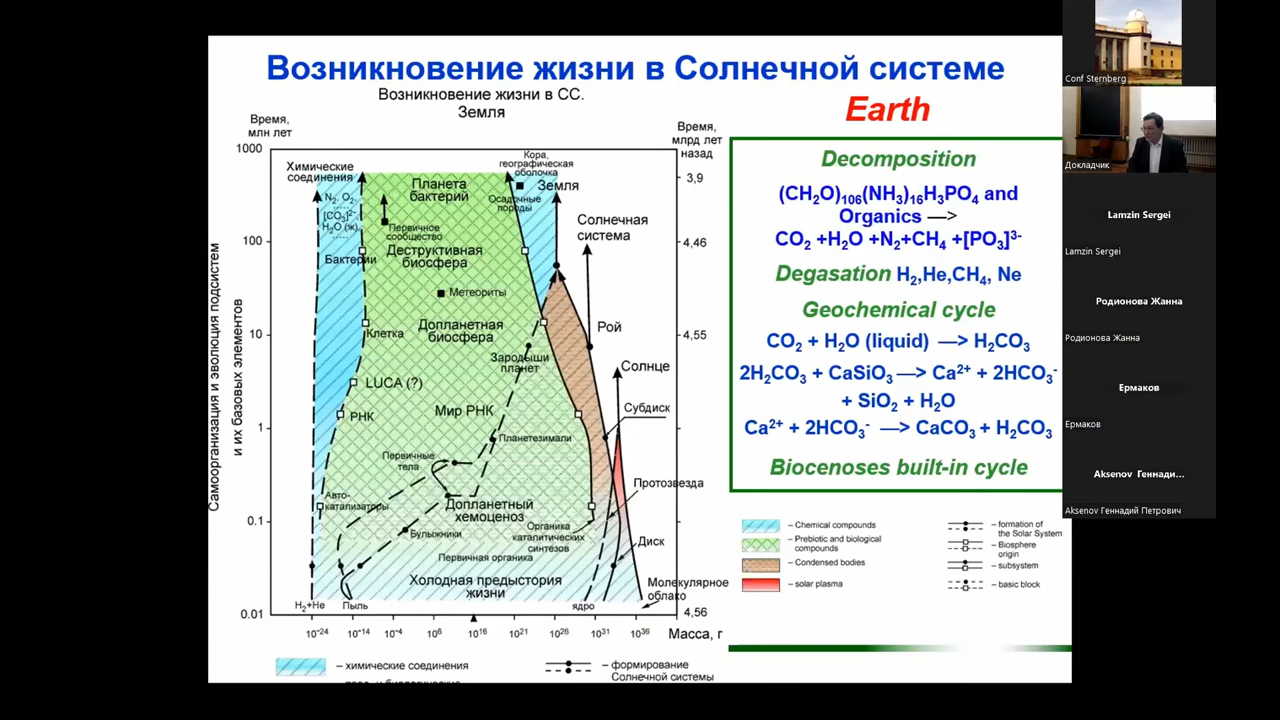 Возникновение жизни в Солнечной системе
Возникновение жизни в СС.
Земля
Время,
млн лет
Время,
млрд лет
назад
1000
100
10
1
0.1
0.01
3,9
4,46
4,55
4,56
Самоорганизация и эволюция подсистем
и их базовых элементов
Химические
соединения
N₂, O₂,
.....
[CO₃]²⁻
H₂O (ж),
.....
Планета
бактерий
Кора,
географическая
оболочка
Земля
Осадочные
породы
Первичное
сообщество
Солнечная
система
Бактерии
Деструктивная
биосфера
Метеориты
Клетка
Допланетная
биосфера
Рой
Зародыши
планет
Солнце
LUCA (?)
РНК
Мир РНК
Субдиск
Планетезимали
Первичные
тела
Протозвезда
Авто-
катализаторы
Допланетный
хемоценоз
Органика
каталитических
синтезов
Булыжники
Диск
Первичная органика
Холодная предыстория
жизни
Молекулярное
облако
H₂+He
Пыль
ядро
10⁻²⁴
10⁻¹⁴
10⁻⁴
10⁶
10¹⁶
10²¹
10²⁶
10³¹
10³⁶
Масса, г
– химические соединения
– формирование
Солнечной системы
Earth
Decomposition
(CH₂O)₁₀₆(NH₃)₁₆H₃PO₄ and
Organics —>
CO₂ +H₂O +N₂+CH₄ +[PO₃]³⁻
Degasation H₂,He,CH₄, Ne
Geochemical cycle
CO₂ + H₂O (liquid) —> H₂CO₃
2H₂CO₃ + CaSiO₃ —> Ca²⁺ + 2HCO₃⁻
+ SiO₂ + H₂O
Ca²⁺ + 2HCO₃⁻ —> CaCO₃ + H₂CO₃
Biocenoses built-in cycle
– Chemical compounds
– Prebiotic and biological
compounds
– Condensed bodies
– solar plasma
– formation of
the Solar System
– Biosphere
origin
– subsystem
– basic block
Conf Sternberg
Докладчик
Lamzin Sergei
Lamzin Sergei
Родионова Жанна
Родионова Жанна
Ермаков
Ермаков
Aksenov Геннади...
Aksenov Геннадий Петрович